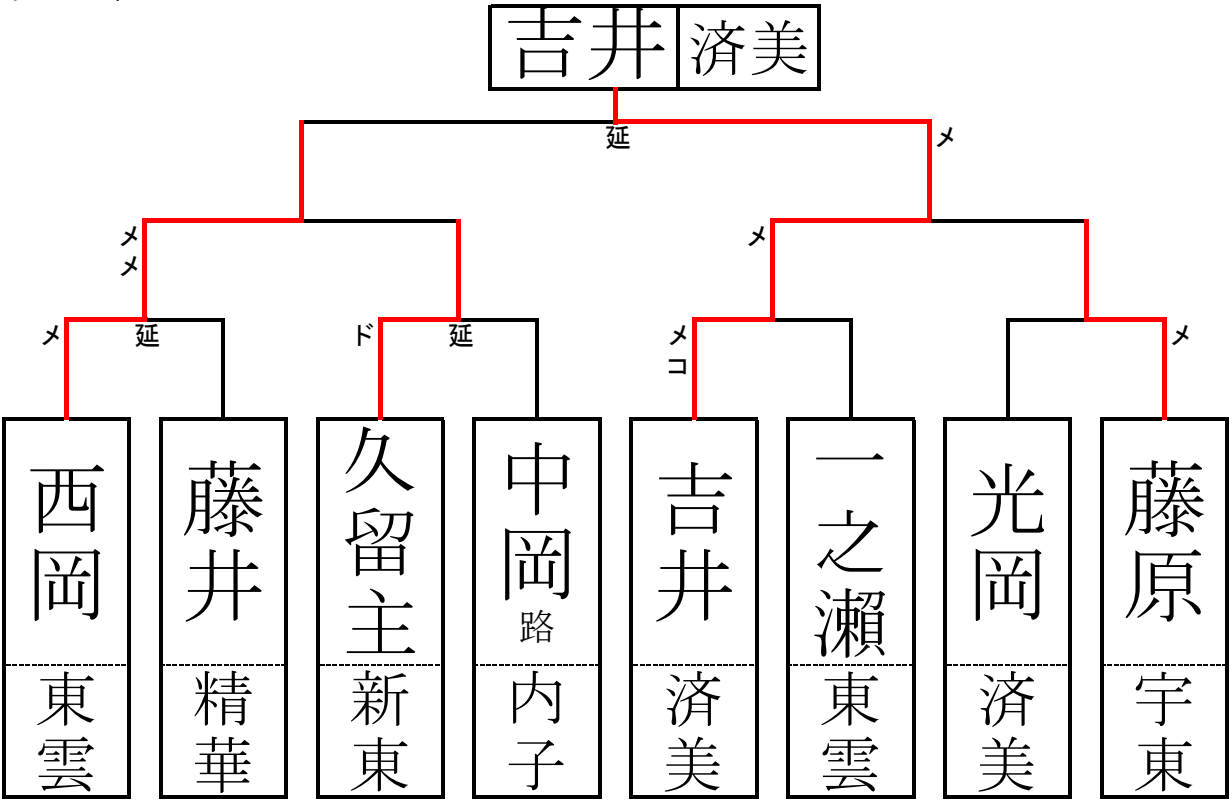 吉井 済美
延 メ
メメ メ
メ 延 ド 延 メコ メ
西岡 藤井 久留主 中岡路 吉井 一之瀬 光岡 藤原
東雲 精華 新東 内子 済美 東雲 済美 宇東